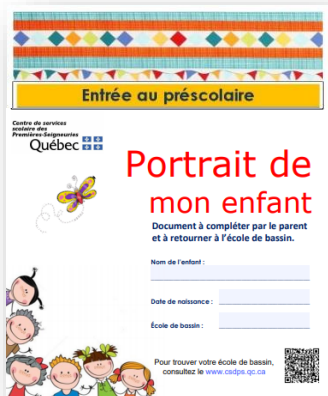 Entrée au préscolaire
Centre de services
scolaire des
Premières-Seigneuries
Québec
Portrait de
mon enfant
Document à compléter par le parent
et à retourner à l'école de bassin.
Nom de l'enfant :
Date de naissance :
École de bassin :
Pour trouver votre école de bassin,
consultez le www.csdps.qc.ca